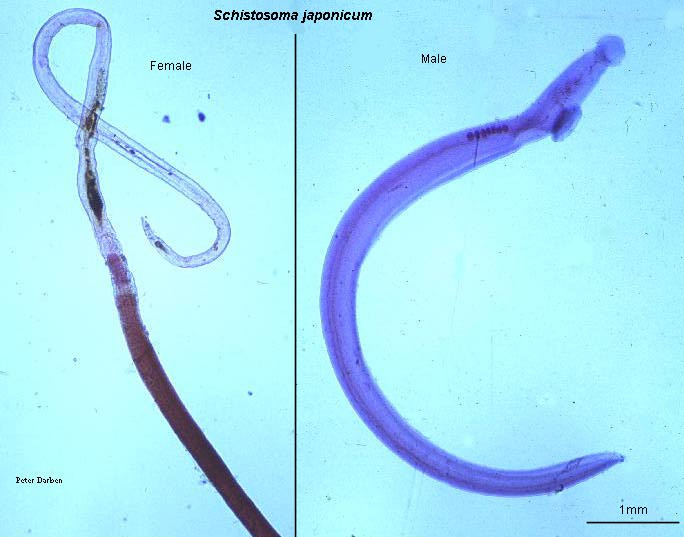 Schistosoma japonicum
Female
Male
Peter Darben
1mm